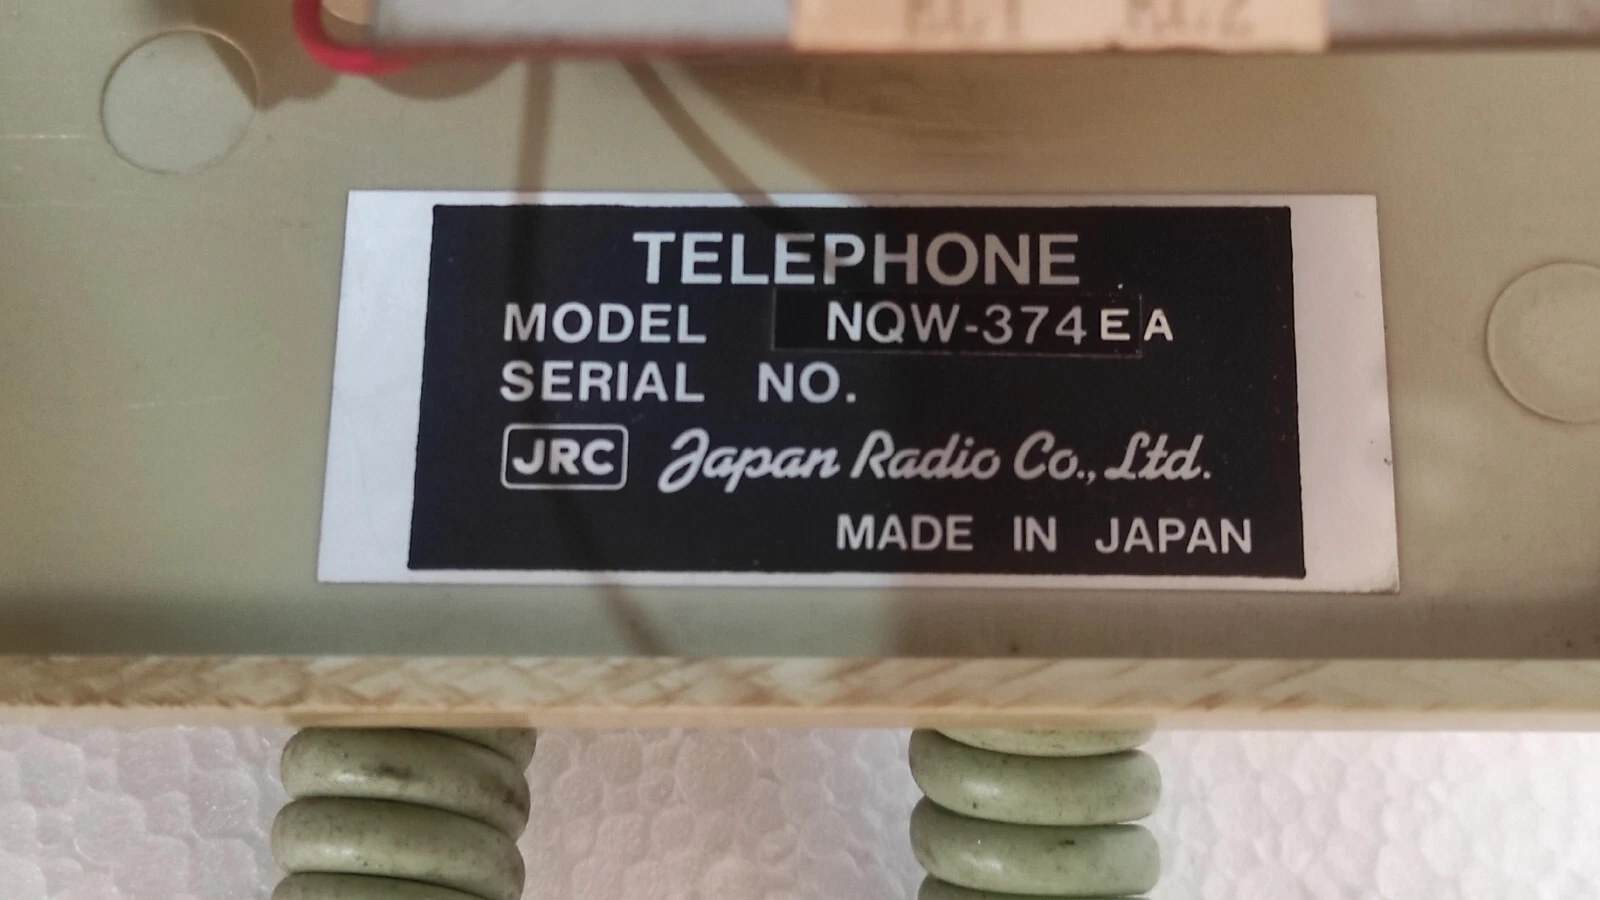 TELEPHONE
MODEL NQW-374EA
SERIAL NO.
JRC Japan Radio Co., Ltd.
MADE IN JAPAN